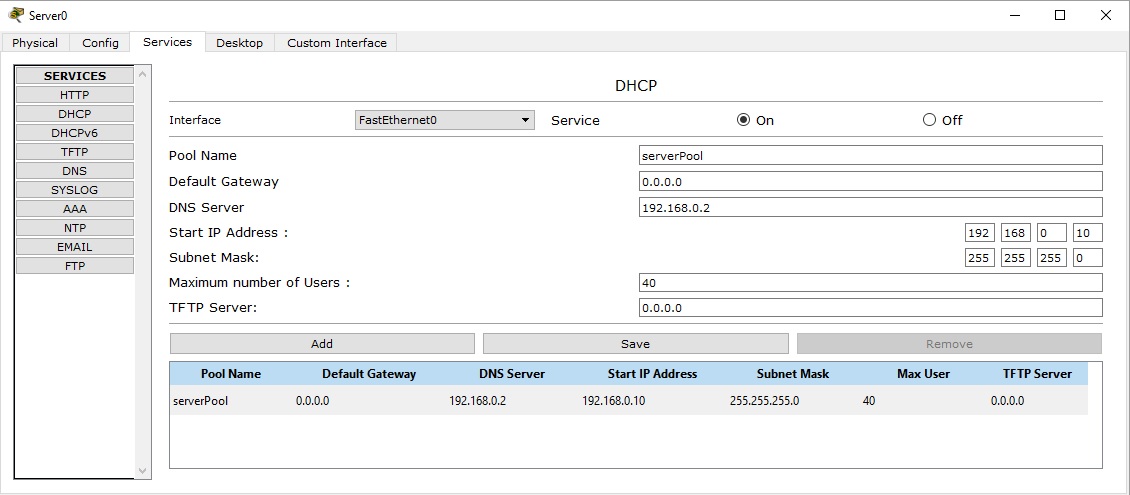 Server0
Physical Config Services Desktop Custom Interface
SERVICES
HTTP
DHCP
DHCPv6
TFTP
DNS
SYSLOG
AAA
NTP
EMAIL
FTP
DHCP
Interface FastEthernet0 Service On Off
Pool Name serverPool
Default Gateway 0.0.0.0
DNS Server 192.168.0.2
Start IP Address : 192 168 0 10
Subnet Mask: 255 255 255 0
Maximum number of Users : 40
TFTP Server: 0.0.0.0
Add Save Remove
Pool Name Default Gateway DNS Server Start IP Address Subnet Mask Max User TFTP Server
serverPool 0.0.0.0 192.168.0.2 192.168.0.10 255.255.255.0 40 0.0.0.0